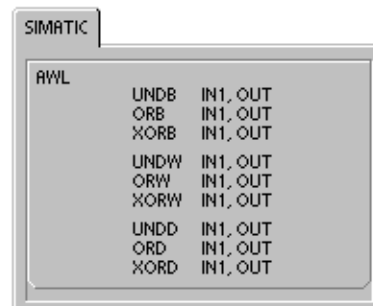 SIMATIC
AWL
UNDB IN1, OUT
ORB IN1, OUT
XORB IN1, OUT
UNDW IN1, OUT
ORW IN1, OUT
XORW IN1, OUT
UNDD IN1, OUT
ORD IN1, OUT
XORD IN1, OUT